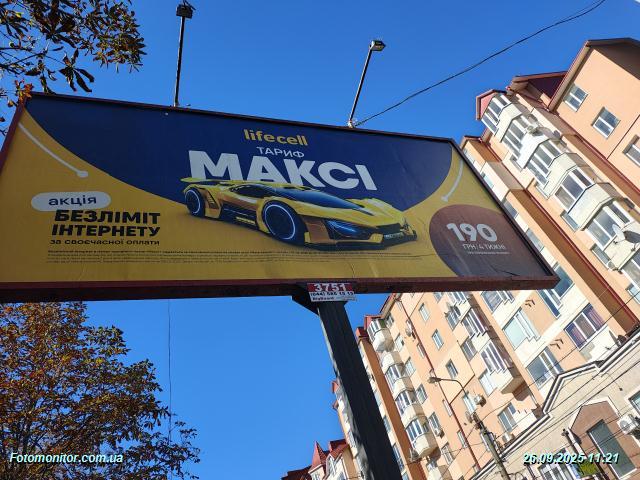 lifecell
ТАРИФ
МАКСІ
акція
БЕЗЛІМІТ
ІНТЕРНЕТУ
за своєчасної оплати
190
ГРН 4 ТИЖНІ
3751
BigBoard
Fotomonitor.com.ua
26.09.2025 11:21